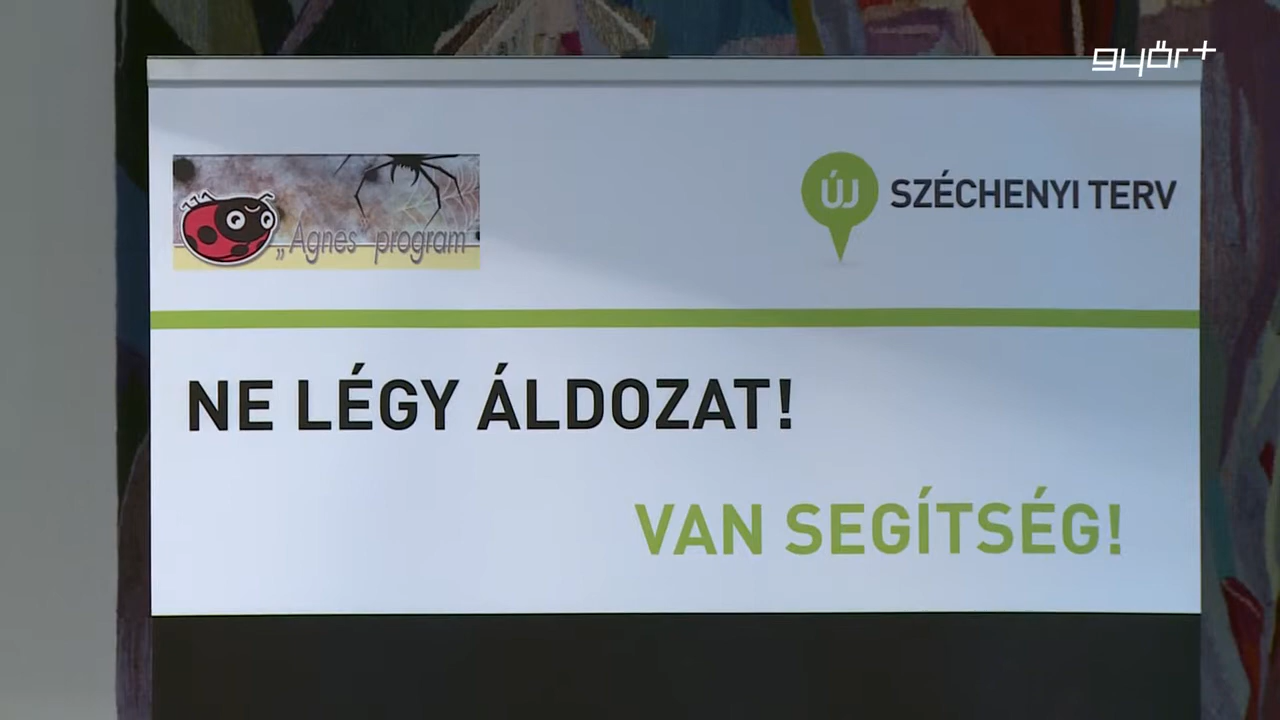 győr+
ÚJ SZÉCHENYI TERV
„Ágnes” program
NE LÉGY ÁLDOZAT!
VAN SEGÍTSÉG!